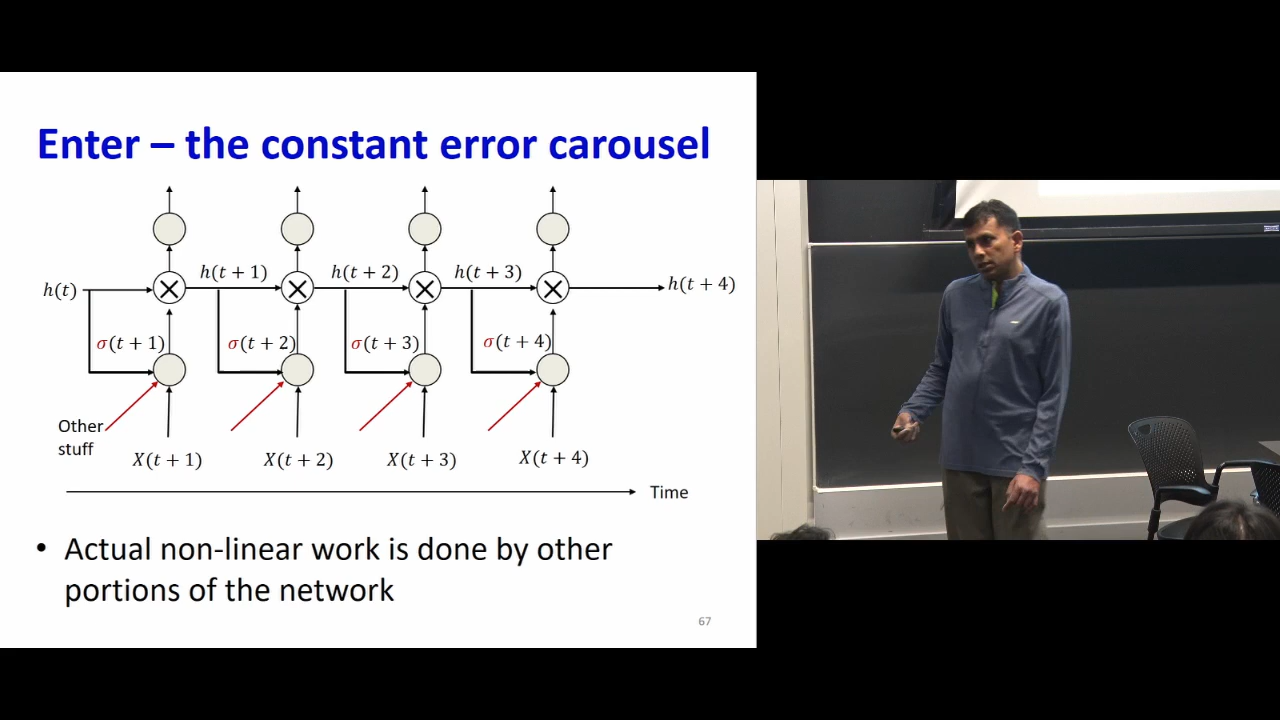 Enter – the constant error carousel
h(t)
h(t + 1)
h(t + 2)
h(t + 3)
h(t + 4)
σ(t + 1)
σ(t + 2)
σ(t + 3)
σ(t + 4)
Other
stuff
X(t + 1)
X(t + 2)
X(t + 3)
X(t + 4)
Time
• Actual non-linear work is done by other
portions of the network
67